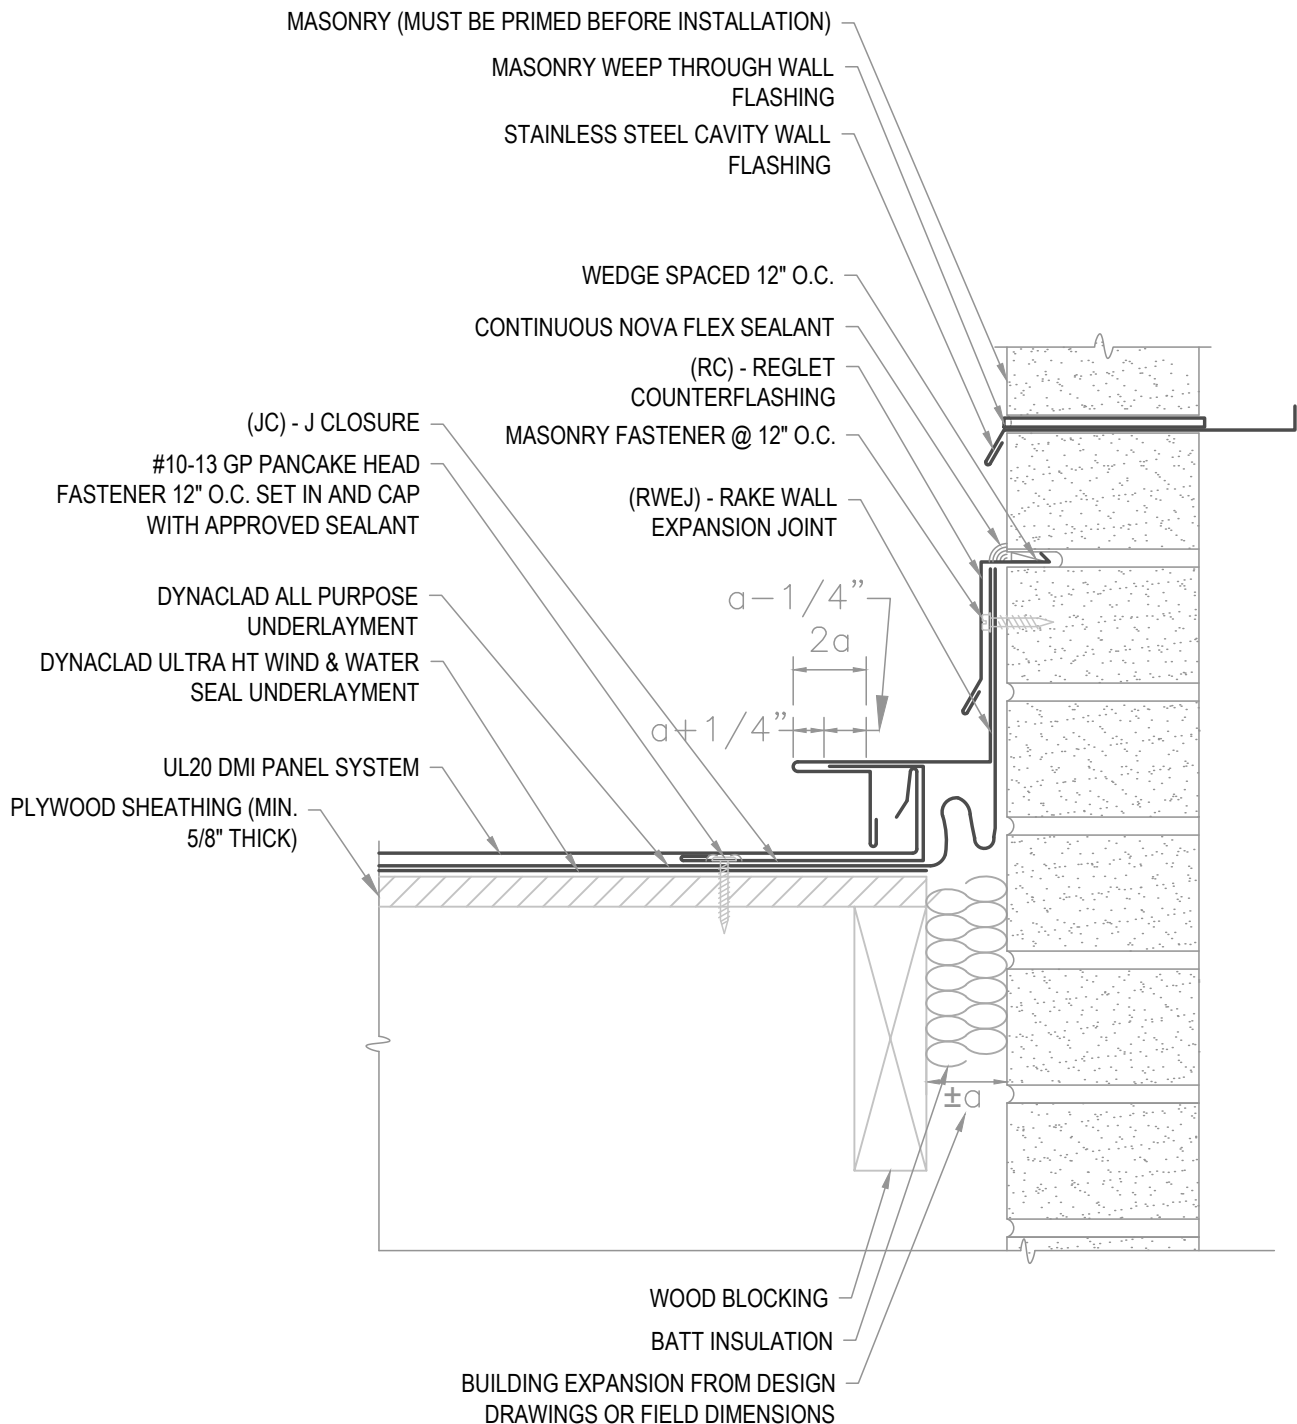 MASONRY (MUST BE PRIMED BEFORE INSTALLATION)
MASONRY WEEP THROUGH WALL
FLASHING
STAINLESS STEEL CAVITY WALL
FLASHING
WEDGE SPACED 12" O.C.
CONTINUOUS NOVA FLEX SEALANT
(RC) - REGLET
COUNTERFLASHING
MASONRY FASTENER @ 12" O.C.
(RWEJ) - RAKE WALL
EXPANSION JOINT
(JC) - J CLOSURE
#10-13 GP PANCAKE HEAD
FASTENER 12" O.C. SET IN AND CAP
WITH APPROVED SEALANT
DYNACLAD ALL PURPOSE
UNDERLAYMENT
DYNACLAD ULTRA HT WIND & WATER
SEAL UNDERLAYMENT
UL20 DMI PANEL SYSTEM
PLYWOOD SHEATHING (MIN.
5/8" THICK)
a-1/4"
2a
a+1/4"
±a
WOOD BLOCKING
BATT INSULATION
BUILDING EXPANSION FROM DESIGN
DRAWINGS OR FIELD DIMENSIONS